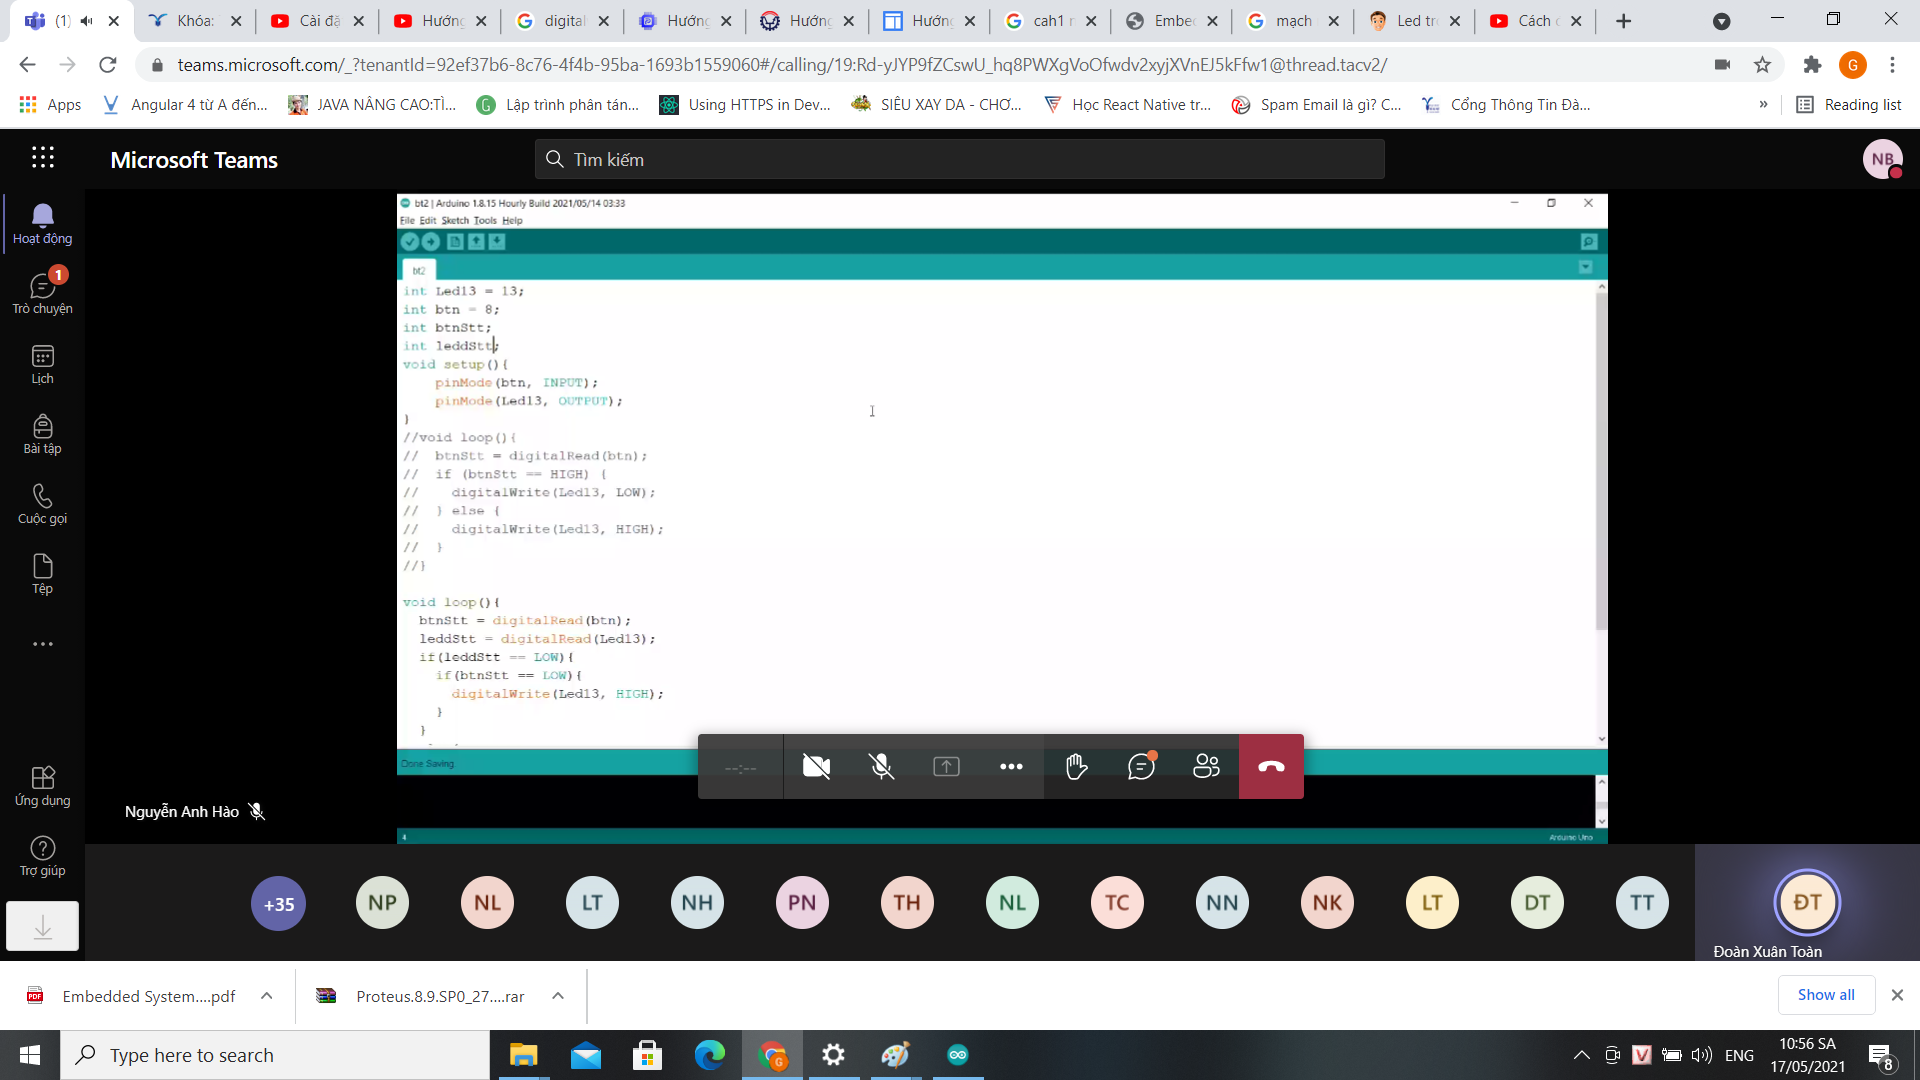 (1)
Khóa:
Cài đặ
Hướng
digital
Hướng
Hướng
Hướng
cah1 r
Embed
mạch
Led trư
Cách c
teams.microsoft.com/_?tenantId=92ef37b6-8c76-4f4b-95ba-1693b1559060#/calling/19:Rd-yJYP9fZCswU_hq8PWXgVoOfwdv2xyjXVnEJ5kFfw1@thread.tacv2/
G
Apps
Angular 4 từ A đến...
JAVA NÂNG CAO:TÌ...
Lập trình phân tán...
Using HTTPS in Dev...
SIÊU XAY DA - CHƠ...
Học React Native tr...
Spam Email là gì? C...
Cổng Thông Tin Đà...
»
Reading list
Microsoft Teams
Tìm kiếm
NB
Hoạt động
1
Trò chuyện
Lịch
Bài tập
Cuộc gọi
Tệp
Ứng dụng
Trợ giúp
bt2 | Arduino 1.8.15 Hourly Build 2021/05/14 03:33
File Edit Sketch Tools Help
bt2
int Led13 = 13;
int btn = 8;
int btnStt;
int leddStt;
void setup(){
pinMode(btn, INPUT);
pinMode(Led13, OUTPUT);
}
//void loop(){
// btnStt = digitalRead(btn);
// if (btnStt == HIGH) {
// digitalWrite(Led13, LOW);
// } else {
// digitalWrite(Led13, HIGH);
// }
//}
void loop(){
btnStt = digitalRead(btn);
leddStt = digitalRead(Led13);
if(leddStt == LOW){
if(btnStt == LOW){
digitalWrite(Led13, HIGH);
}
}
Done Saving
--:--
4
Arduino Uno
Nguyễn Anh Hào
+35
NP
NL
LT
NH
PN
TH
NL
TC
NN
NK
LT
DT
TT
ĐT
Đoàn Xuân Toàn
Embedded System....pdf
Proteus.8.9.SP0_27....rar
Show all
Type here to search
ENG
10:56 SA
17/05/2021
8